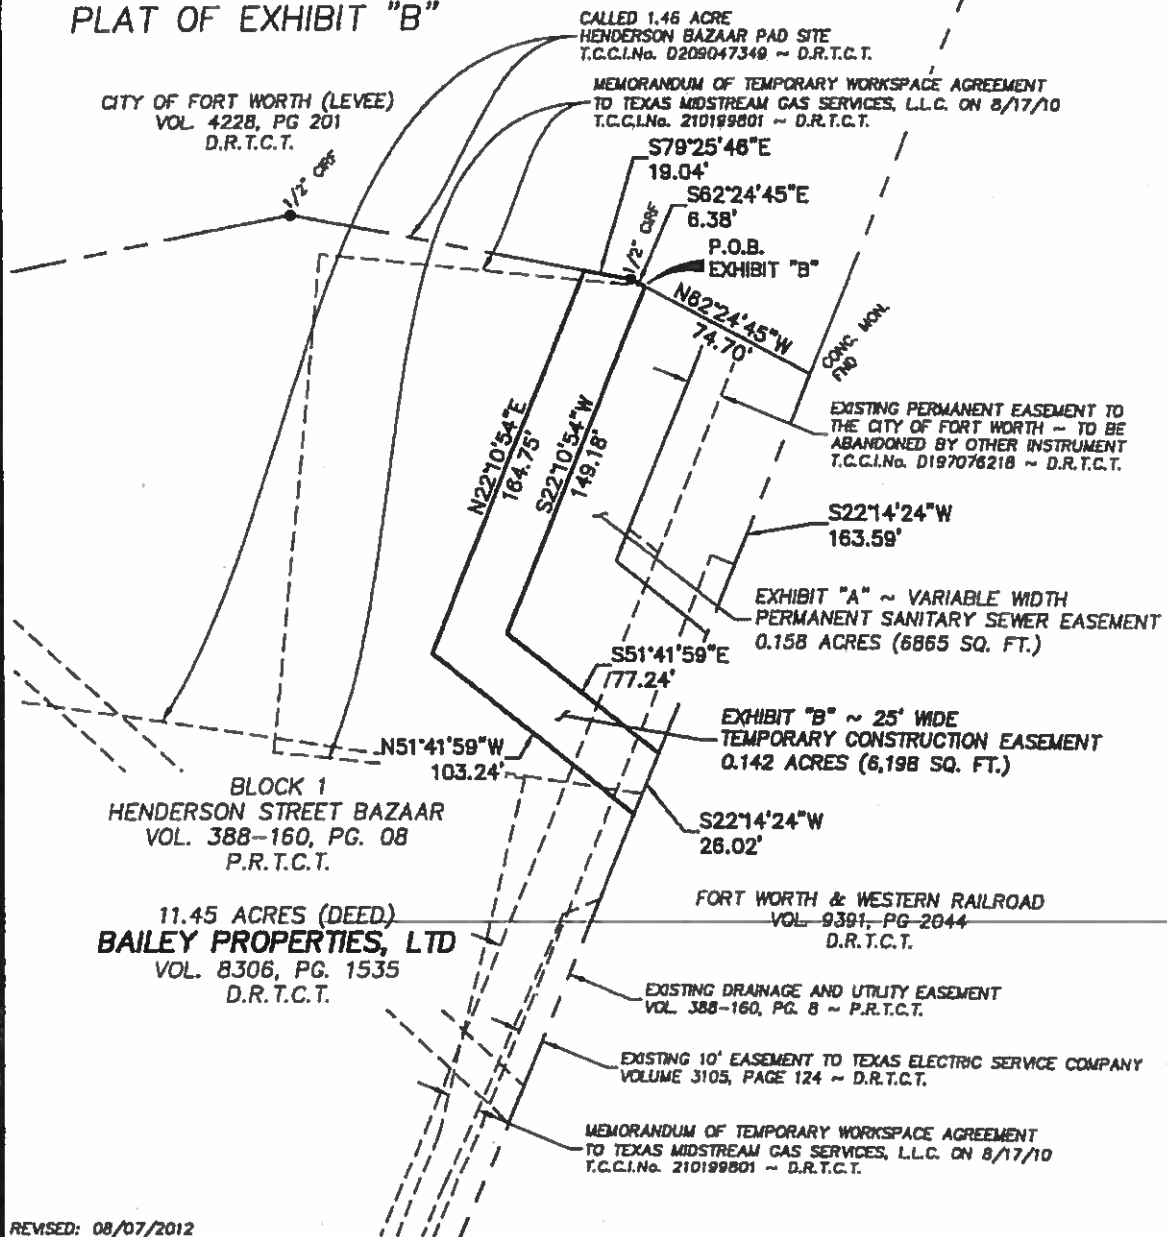 PLAT OF EXHIBIT "B"
CALLED 1.46 ACRE
HENDERSON BAZAAR PAD SITE
T.C.C.I.No. D209047349 ~ D.R.T.C.T.
MEMORANDUM OF TEMPORARY WORKSPACE AGREEMENT
TO TEXAS MIDSTREAM GAS SERVICES, L.L.C. ON 8/17/10
T.C.C.I.No. 210199801 ~ D.R.T.C.T.
CITY OF FORT WORTH (LEVEE)
VOL. 4228, PG 201
D.R.T.C.T.
1/2" CIRF
S79°25'46"E
19.04'
1/2" CIRF
S62°24'45"E
6.38'
P.O.B.
EXHIBIT "B"
N62°24'45"W
74.70'
CONC. MON.
FND
EXISTING PERMANENT EASEMENT TO
THE CITY OF FORT WORTH ~ TO BE
ABANDONED BY OTHER INSTRUMENT
T.C.C.I.No. D197076218 ~ D.R.T.C.T.
N22°10'54"E
164.75'
S22°10'54"W
149.18'
S22°14'24"W
163.59'
EXHIBIT "A" ~ VARIABLE WIDTH
PERMANENT SANITARY SEWER EASEMENT
0.158 ACRES (6865 SQ. FT.)
S51°41'59"E
77.24'
EXHIBIT "B" ~ 25' WIDE
TEMPORARY CONSTRUCTION EASEMENT
0.142 ACRES (6,198 SQ. FT.)
N51°41'59"W
103.24'
S22°14'24"W
26.02'
BLOCK 1
HENDERSON STREET BAZAAR
VOL. 388-160, PG. 08
P.R.T.C.T.
11.45 ACRES (DEED)
BAILEY PROPERTIES, LTD
VOL. 8306, PG. 1535
D.R.T.C.T.
FORT WORTH & WESTERN RAILROAD
VOL 9391, PG 2044
D.R.T.C.T.
EXISTING DRAINAGE AND UTILITY EASEMENT
VOL. 388-160, PG. 8 ~ P.R.T.C.T.
EXISTING 10' EASEMENT TO TEXAS ELECTRIC SERVICE COMPANY
VOLUME 3105, PAGE 124 ~ D.R.T.C.T.
MEMORANDUM OF TEMPORARY WORKSPACE AGREEMENT
TO TEXAS MIDSTREAM GAS SERVICES, L.L.C. ON 8/17/10
T.C.C.I.No. 210199801 ~ D.R.T.C.T.
REVISED: 08/07/2012